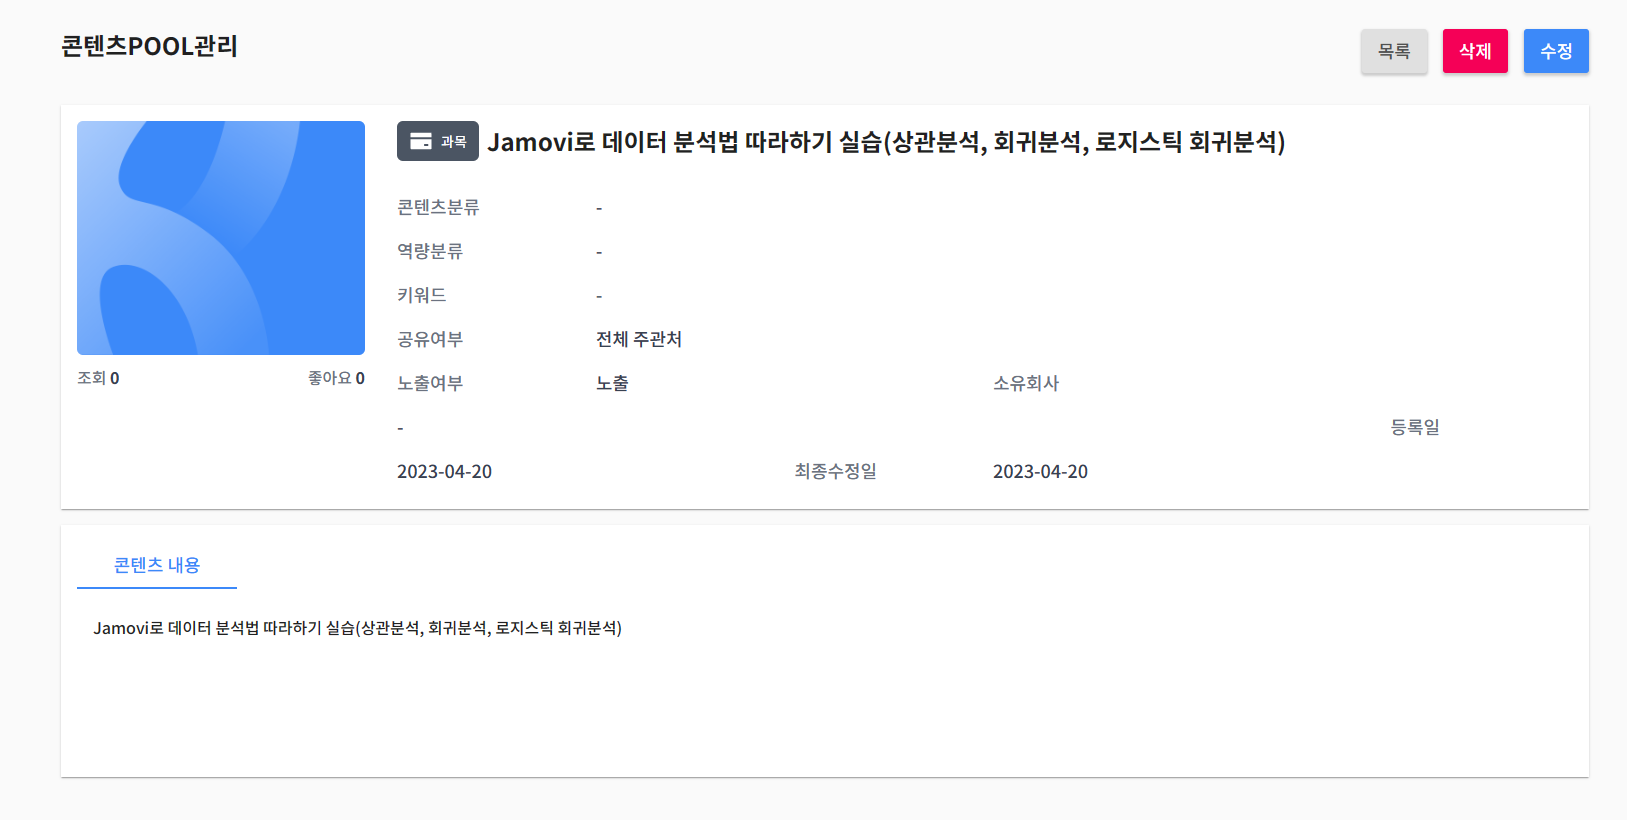 콘텐츠POOL관리
목록 삭제 수정
과목 Jamovi로 데이터 분석법 따라하기 실습(상관분석, 회귀분석, 로지스틱 회귀분석)
콘텐츠분류 -
역량분류 -
키워드 -
공유여부 전체 주관처
조회 0 좋아요 0
노출여부 노출 소유회사
- 등록일
2023-04-20 최종수정일 2023-04-20
콘텐츠 내용
Jamovi로 데이터 분석법 따라하기 실습(상관분석, 회귀분석, 로지스틱 회귀분석)